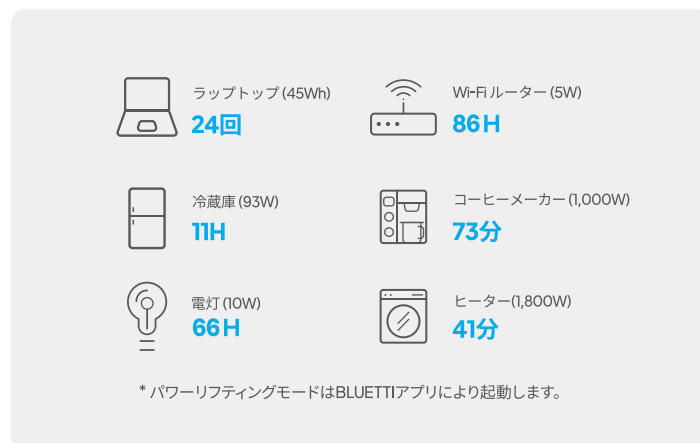 ラップトップ (45Wh)
24回
Wi-Fi ルーター (5W)
86H
冷蔵庫 (93W)
11H
コーヒーメーカー (1,000W)
73分
電灯 (10W)
66H
ヒーター(1,800W)
41分
* パワーリフティングモードはBLUETTIアプリにより起動します。